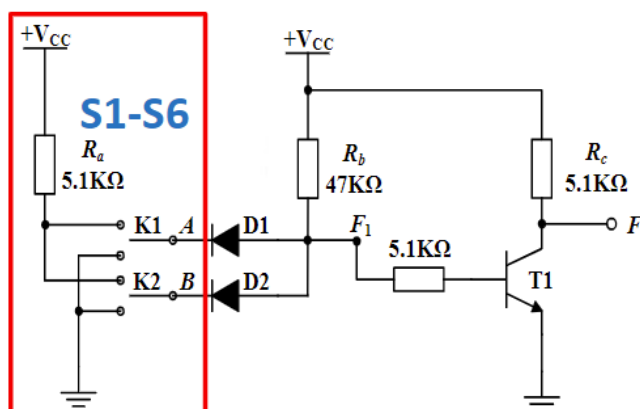 +VCC
S1-S6
Ra
5.1KΩ
K1
A
K2
B
D1
D2
+VCC
Rb
47KΩ
F1
5.1KΩ
Rc
5.1KΩ
F
T1